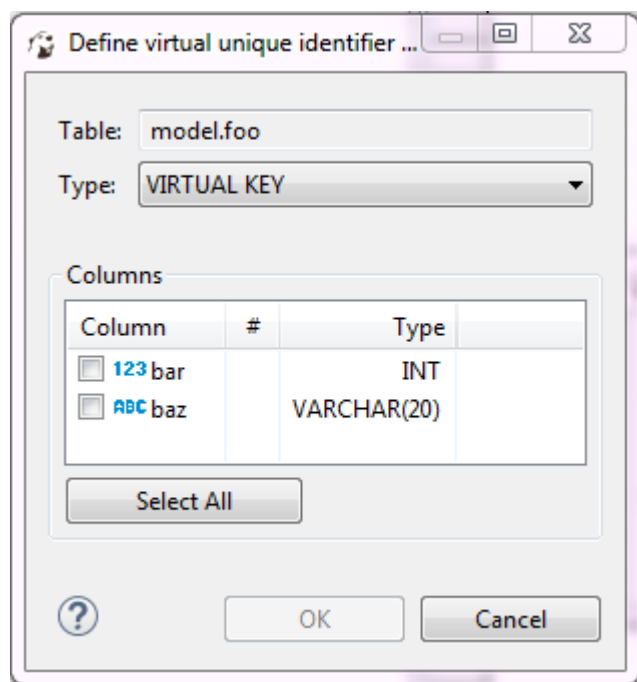 Define virtual unique identifier ...
Table: model.foo
Type: VIRTUAL KEY
Columns
Column # Type
123 bar INT
ABC baz VARCHAR(20)
Select All
? OK Cancel